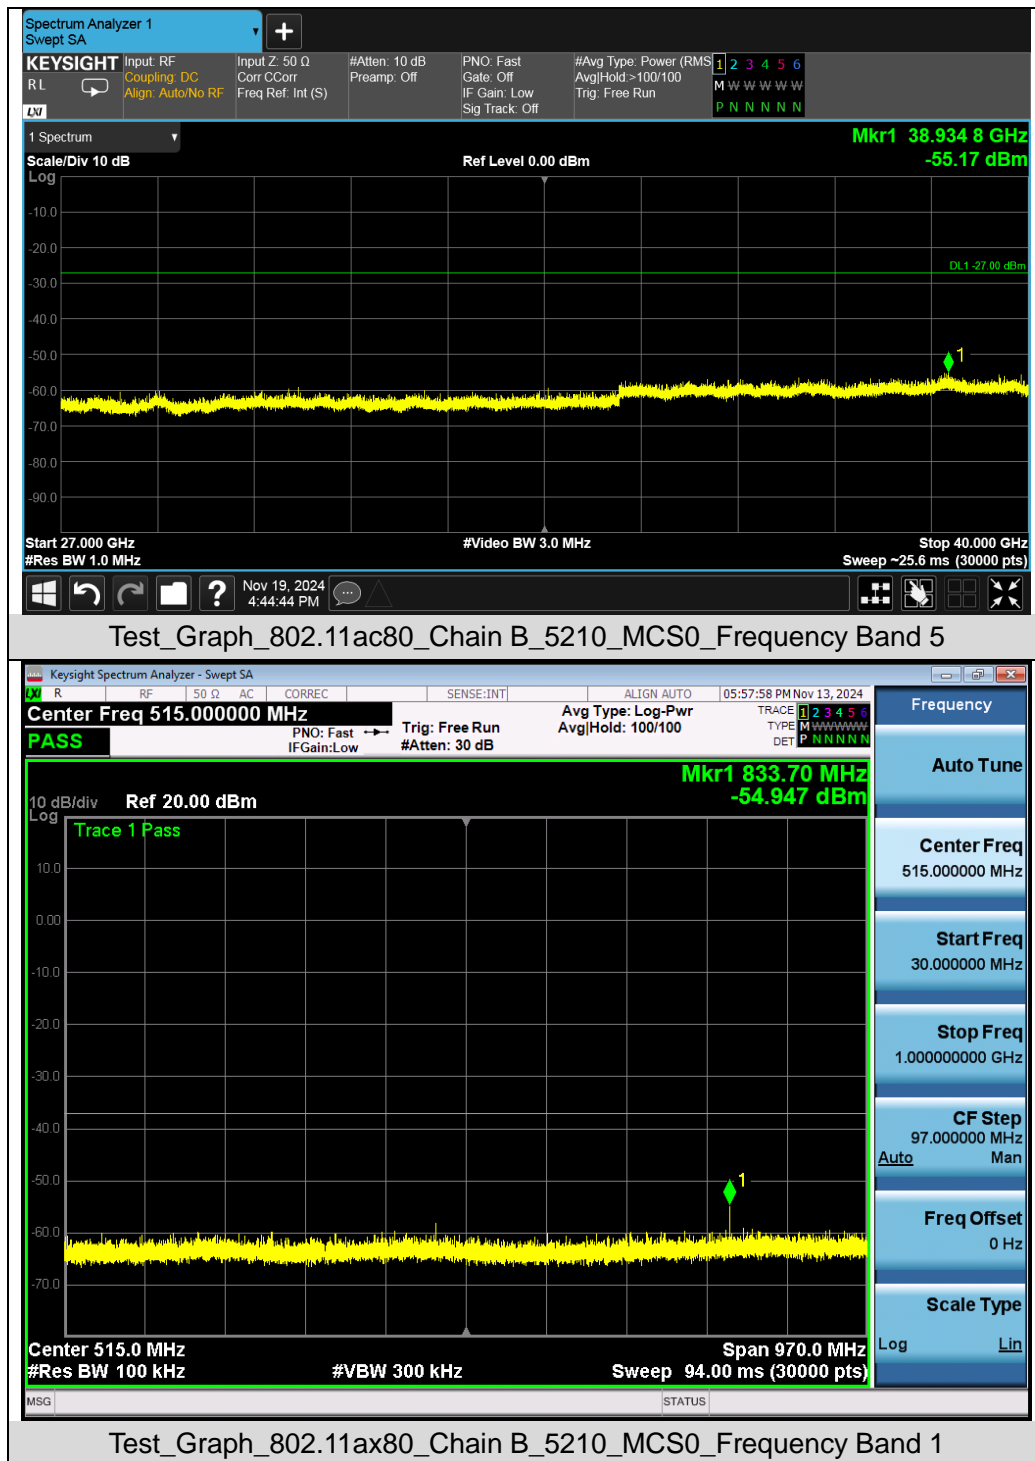 Spectrum Analyzer 1
Swept SA
KEYSIGHT
R L
LXI
Input: RF
Coupling: DC
Align: Auto/No RF
Input Z: 50 Ω
Corr CCorr
Freq Ref: Int (S)
#Atten: 10 dB
Preamp: Off
PNO: Fast
Gate: Off
IF Gain: Low
Sig Track: Off
#Avg Type: Power (RMS
Avg|Hold:>100/100
Trig: Free Run
1 2 3 4 5 6
M W W W W W
P N N N N N
1 Spectrum
Mkr1 38.934 8 GHz
Scale/Div 10 dB
Ref Level 0.00 dBm
-55.17 dBm
Log
-10.0
-20.0
DL1 -27.00 dBm
-30.0
-40.0
-50.0
1
-60.0
-70.0
-80.0
-90.0
Start 27.000 GHz
#Video BW 3.0 MHz
Stop 40.000 GHz
#Res BW 1.0 MHz
Sweep ~25.6 ms (30000 pts)
?
Nov 19, 2024
4:44:44 PM
Test_Graph_802.11ac80_Chain B_5210_MCS0_Frequency Band 5
Keysight Spectrum Analyzer - Swept SA
LXI R RF 50 Ω AC CORREC SENSE:INT ALIGN AUTO 05:57:58 PM Nov 13, 2024
Center Freq 515.000000 MHz
PASS
PNO: Fast
IFGain:Low
Trig: Free Run
#Atten: 30 dB
Avg Type: Log-Pwr
Avg|Hold: 100/100
TRACE 1 2 3 4 5 6
TYPE M W W W W W
DET P N N N N N
Frequency
Auto Tune
Mkr1 833.70 MHz
-54.947 dBm
10 dB/div
Log
Ref 20.00 dBm
Trace 1 Pass
10.0
0.00
-10.0
-20.0
-30.0
-40.0
-50.0
1
-60.0
-70.0
Center 515.0 MHz
Span 970.0 MHz
#Res BW 100 kHz
#VBW 300 kHz
Sweep 94.00 ms (30000 pts)
Center Freq
515.000000 MHz
Start Freq
30.000000 MHz
Stop Freq
1.000000000 GHz
CF Step
97.000000 MHz
Auto Man
Freq Offset
0 Hz
Scale Type
Log Lin
MSG
STATUS
Test_Graph_802.11ax80_Chain B_5210_MCS0_Frequency Band 1